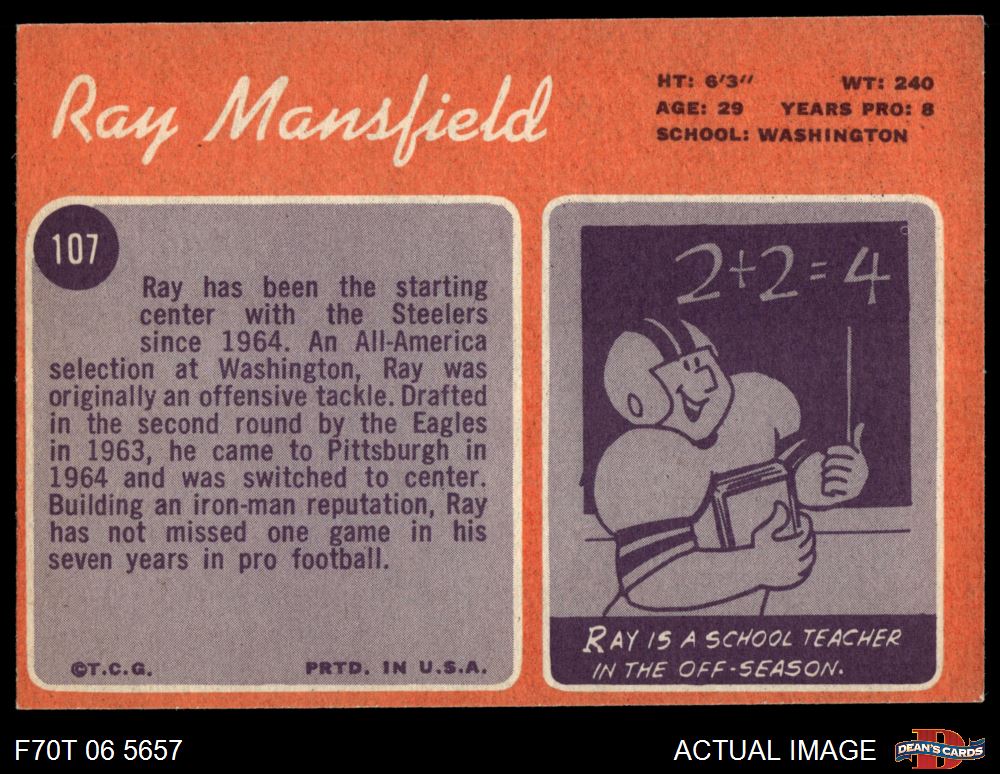 Ray Mansfield
HT: 6'3" WT: 240
AGE: 29 YEARS PRO: 8
SCHOOL: WASHINGTON
107
Ray has been the starting
center with the Steelers
since 1964. An All-America
selection at Washington, Ray was
originally an offensive tackle. Drafted
in the second round by the Eagles
in 1963, he came to Pittsburgh in
1964 and was switched to center.
Building an iron-man reputation, Ray
has not missed one game in his
seven years in pro football.
©T.C.G. PRTD. IN U.S.A.
2+2=4
RAY IS A SCHOOL TEACHER
IN THE OFF-SEASON.
F70T 06 5657
ACTUAL IMAGE
D
DEAN'S CARDS